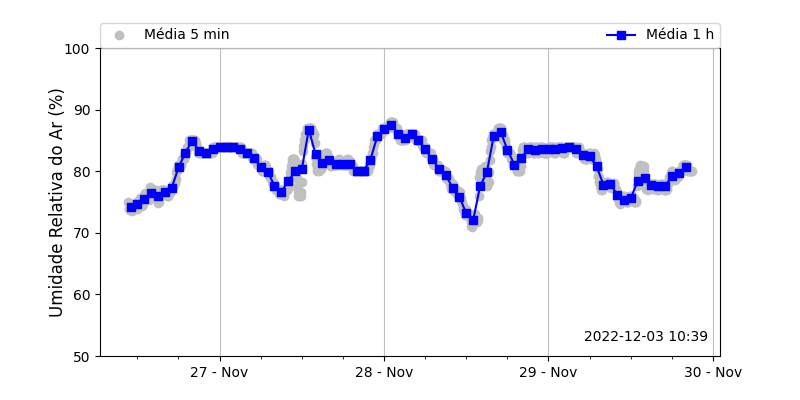 Média 5 min
Média 1 h
Umidade Relativa do Ar (%)
100
90
80
70
60
50
2022-12-03 10:39
27 - Nov
28 - Nov
29 - Nov
30 - Nov